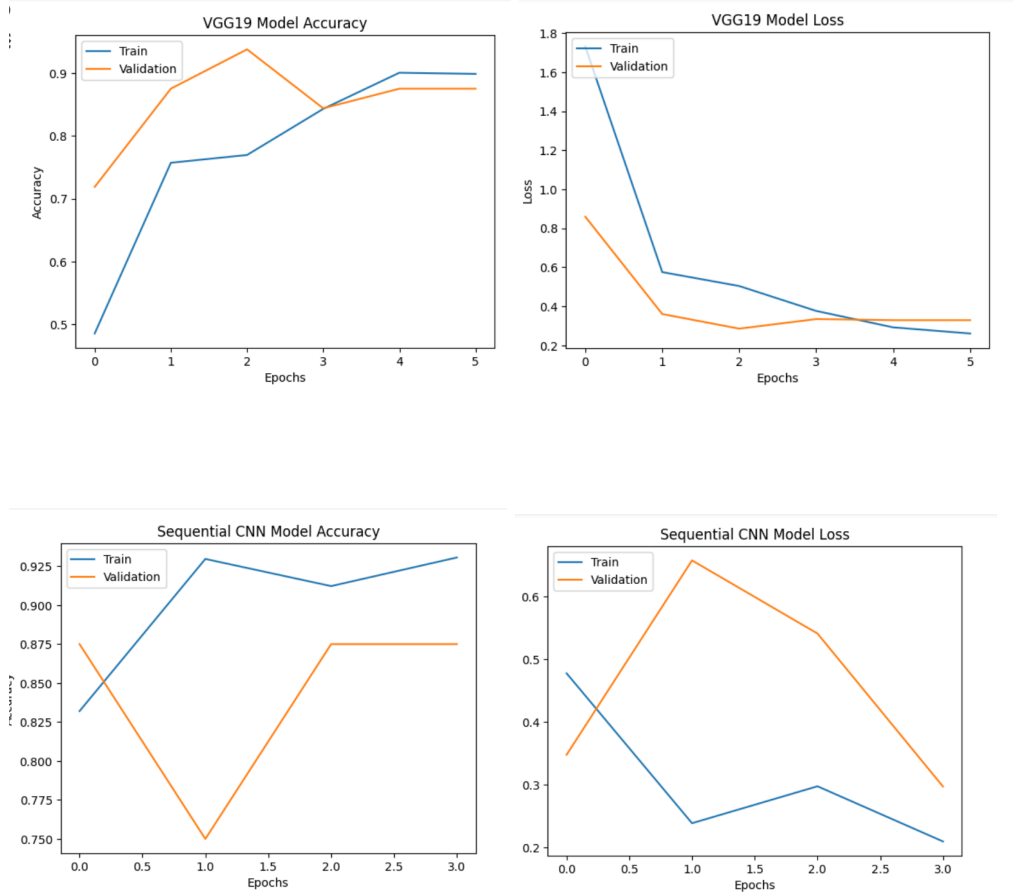 VGG19 Model Accuracy
Train
Validation
0.9
0.8
0.7
0.6
0.5
Accuracy
0 1 2 3 4 5
Epochs
VGG19 Model Loss
Train
Validation
1.8
1.6
1.4
1.2
1.0
0.8
0.6
0.4
0.2
Loss
0 1 2 3 4 5
Epochs
Sequential CNN Model Accuracy
Train
Validation
0.925
0.900
0.875
0.850
0.825
0.800
0.775
0.750
0.0 0.5 1.0 1.5 2.0 2.5 3.0
Epochs
Sequential CNN Model Loss
Train
Validation
0.6
0.5
0.4
0.3
0.2
0.0 0.5 1.0 1.5 2.0 2.5 3.0
Epochs